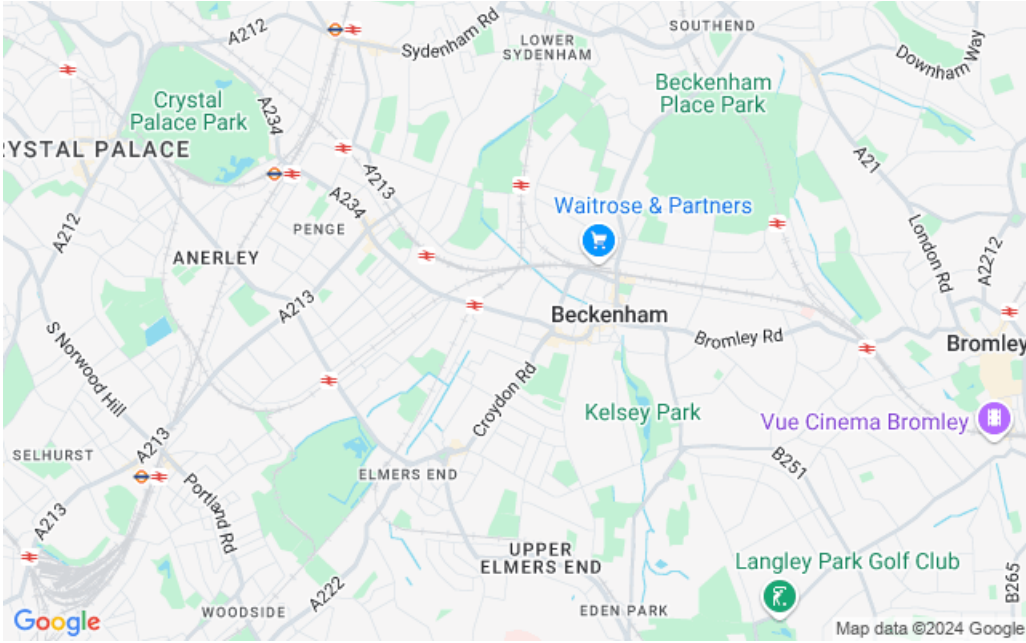 A212
Sydenham Rd
LOWER
SYDENHAM
SOUTHEND
Downham Way
Crystal
Palace Park
A234
Beckenham
Place Park
YSTAL PALACE
A213
A21
A234
Waitrose & Partners
A212
PENGE
London Rd
A2212
ANERLEY
A213
S Norwood Hill
Beckenham
Bromley Rd
Bromley
Croydon Rd
Kelsey Park
Vue Cinema Bromley
A213
SELHURST
ELMERS END
B251
Portland Rd
A213
UPPER
ELMERS END
Langley Park Golf Club
A222
B265
WOODSIDE
EDEN PARK
Google
Map data ©2024 Google